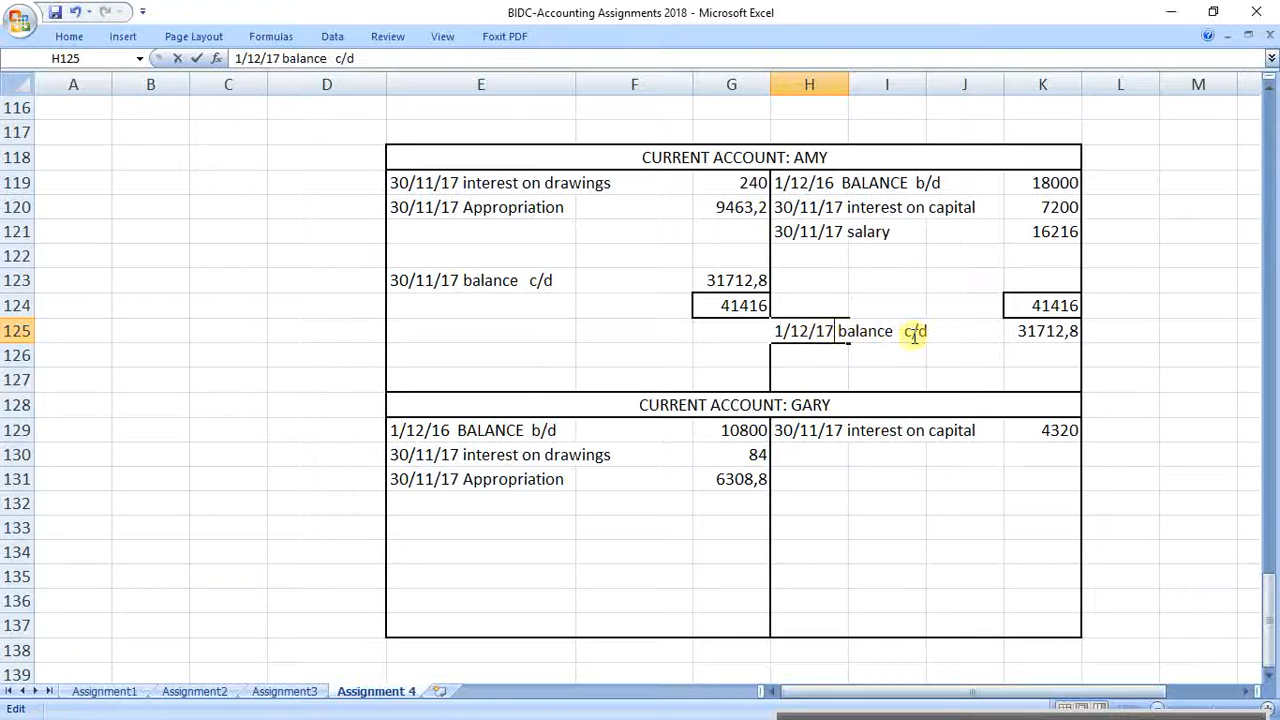 BIDC-Accounting Assignments 2018 - Microsoft Excel
Home Insert Page Layout Formulas Data Review View Foxit PDF
H125 fx 1/12/17 balance c/d
A B C D E F G H I J K L M
116
117
118 CURRENT ACCOUNT: AMY
119 30/11/17 interest on drawings 240 1/12/16 BALANCE b/d 18000
120 30/11/17 Appropriation 9463,2 30/11/17 interest on capital 7200
121 30/11/17 salary 16216
122
123 30/11/17 balance c/d 31712,8
124 41416 41416
125 1/12/17 balance c/d 31712,8
126
127
128 CURRENT ACCOUNT: GARY
129 1/12/16 BALANCE b/d 10800 30/11/17 interest on capital 4320
130 30/11/17 interest on drawings 84
131 30/11/17 Appropriation 6308,8
132
133
134
135
136
137
138
139
Assignment1 Assignment2 Assignment3 Assignment 4
Edit